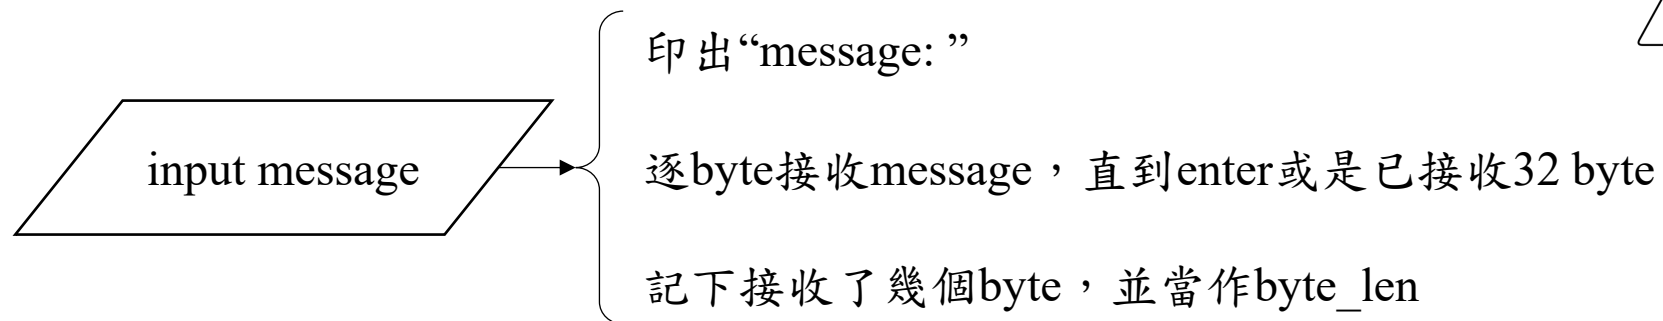 印出“message: ”
input message
逐byte接收message，直到enter或是已接收32 byte
記下接收了幾個byte，並當作byte_len